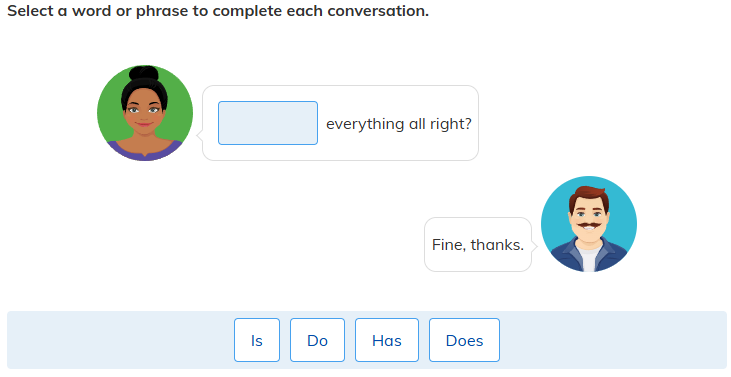 Select a word or phrase to complete each conversation.
everything all right?
Fine, thanks.
Is Do Has Does